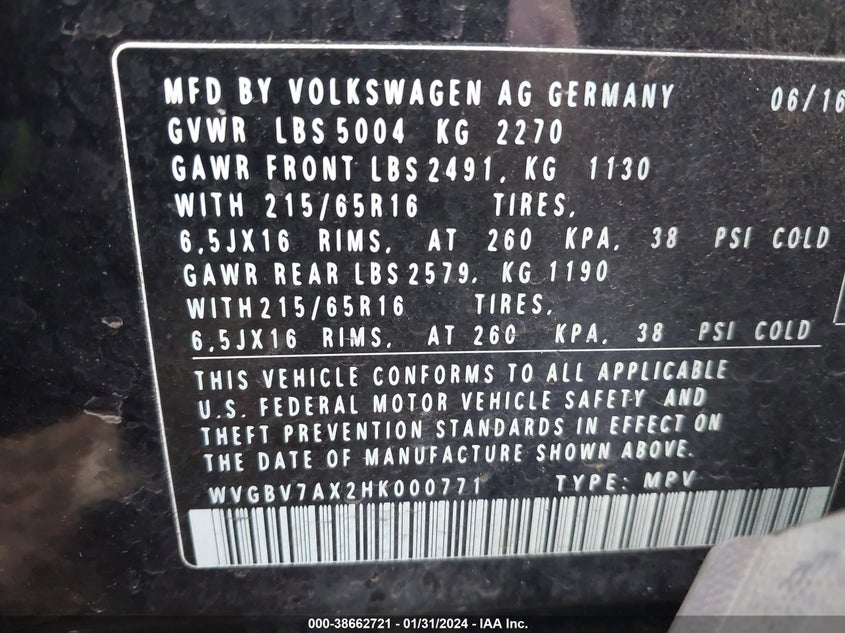 MFD BY VOLKSWAGEN AG GERMANY 06/16
GVWR LBS 5004 KG 2270
GAWR FRONT LBS 2491. KG 1130
WITH 215/65R16 TIRES.
6.5JX16 RIMS. AT 260 KPA. 38 PSI COLD
GAWR REAR LBS 2579. KG 1190
WITH 215/65R16 TIRES.
6.5JX16 RIMS. AT 260 KPA. 38 PSI COLD
THIS VEHICLE CONFORMS TO ALL APPLICABLE
U.S. FEDERAL MOTOR VEHICLE SAFETY AND
THEFT PREVENTION STANDARDS IN EFFECT ON
THE DATE OF MANUFACTURE SHOWN ABOVE.
WVGBV7AX2HK000771 TYPE: MPV
000-38662721 - 01/31/2024 - IAA Inc.